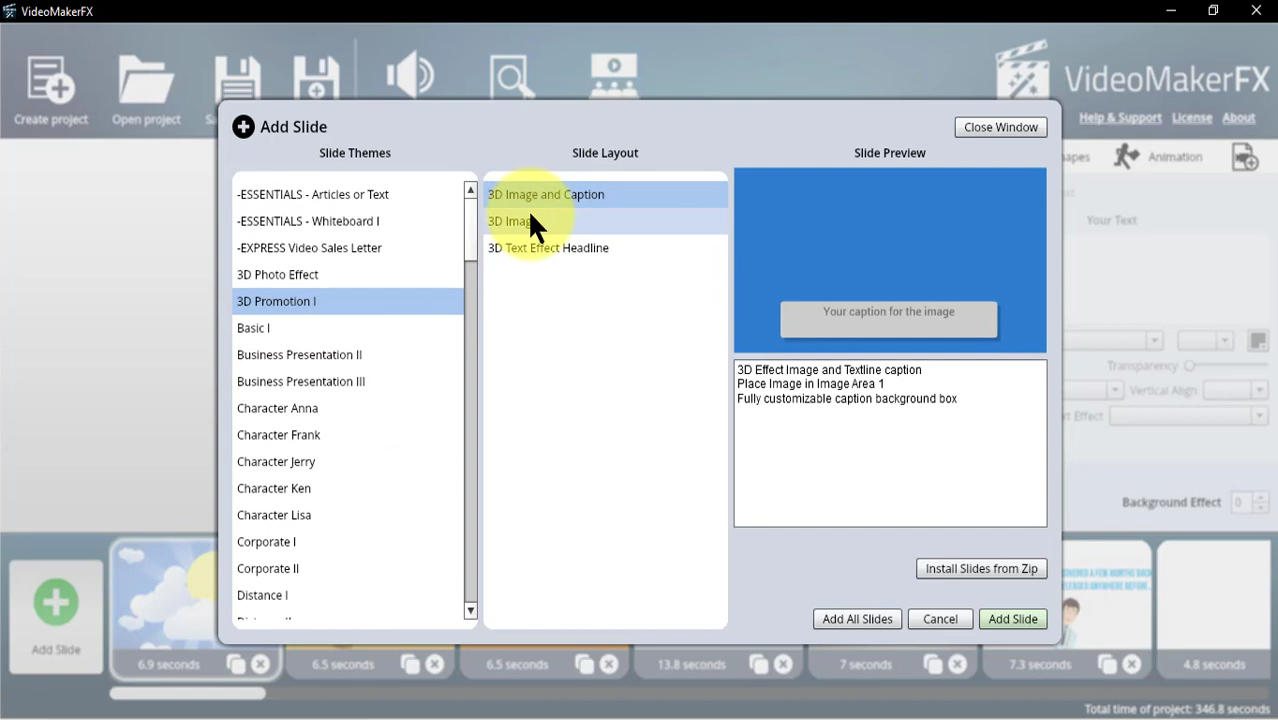 VideoMakerFX
Create project
Open project
VideoMakerFX
Help & Support License About
Animation
Add Slide
Close Window
Slide Themes
Slide Layout
Slide Preview
-ESSENTIALS - Articles or Text
-ESSENTIALS - Whiteboard I
-EXPRESS Video Sales Letter
3D Photo Effect
3D Promotion I
Basic I
Business Presentation II
Business Presentation III
Character Anna
Character Frank
Character Jerry
Character Ken
Character Lisa
Corporate I
Corporate II
Distance I
3D Image and Caption
3D Image
3D Text Effect Headline
Your caption for the image
3D Effect Image and Textline caption
Place Image in Image Area 1
Fully customizable caption background box
Install Slides from Zip
Add All Slides
Cancel
Add Slide
Your Text
Transparency
Vertical Align
Effect
Background Effect 0
Add Slide
6.9 seconds
6.5 seconds
6.5 seconds
13.8 seconds
7 seconds
7.3 seconds
4.8 seconds
Total time of project: 346.8 seconds